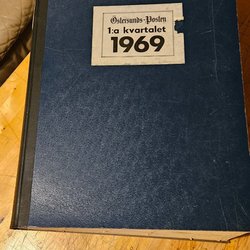 Östersunds-Posten
1:a kvartalet
1969